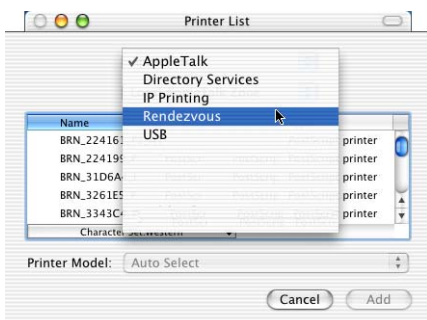 Printer List
✓ AppleTalk
Directory Services
IP Printing
Rendezvous
USB
Name
BRN_22416 printer
BRN_22419 printer
BRN_31D6A printer
BRN_3261E5 printer
BRN_3343C4 printer
Character Set:Western
Printer Model: Auto Select
Cancel Add